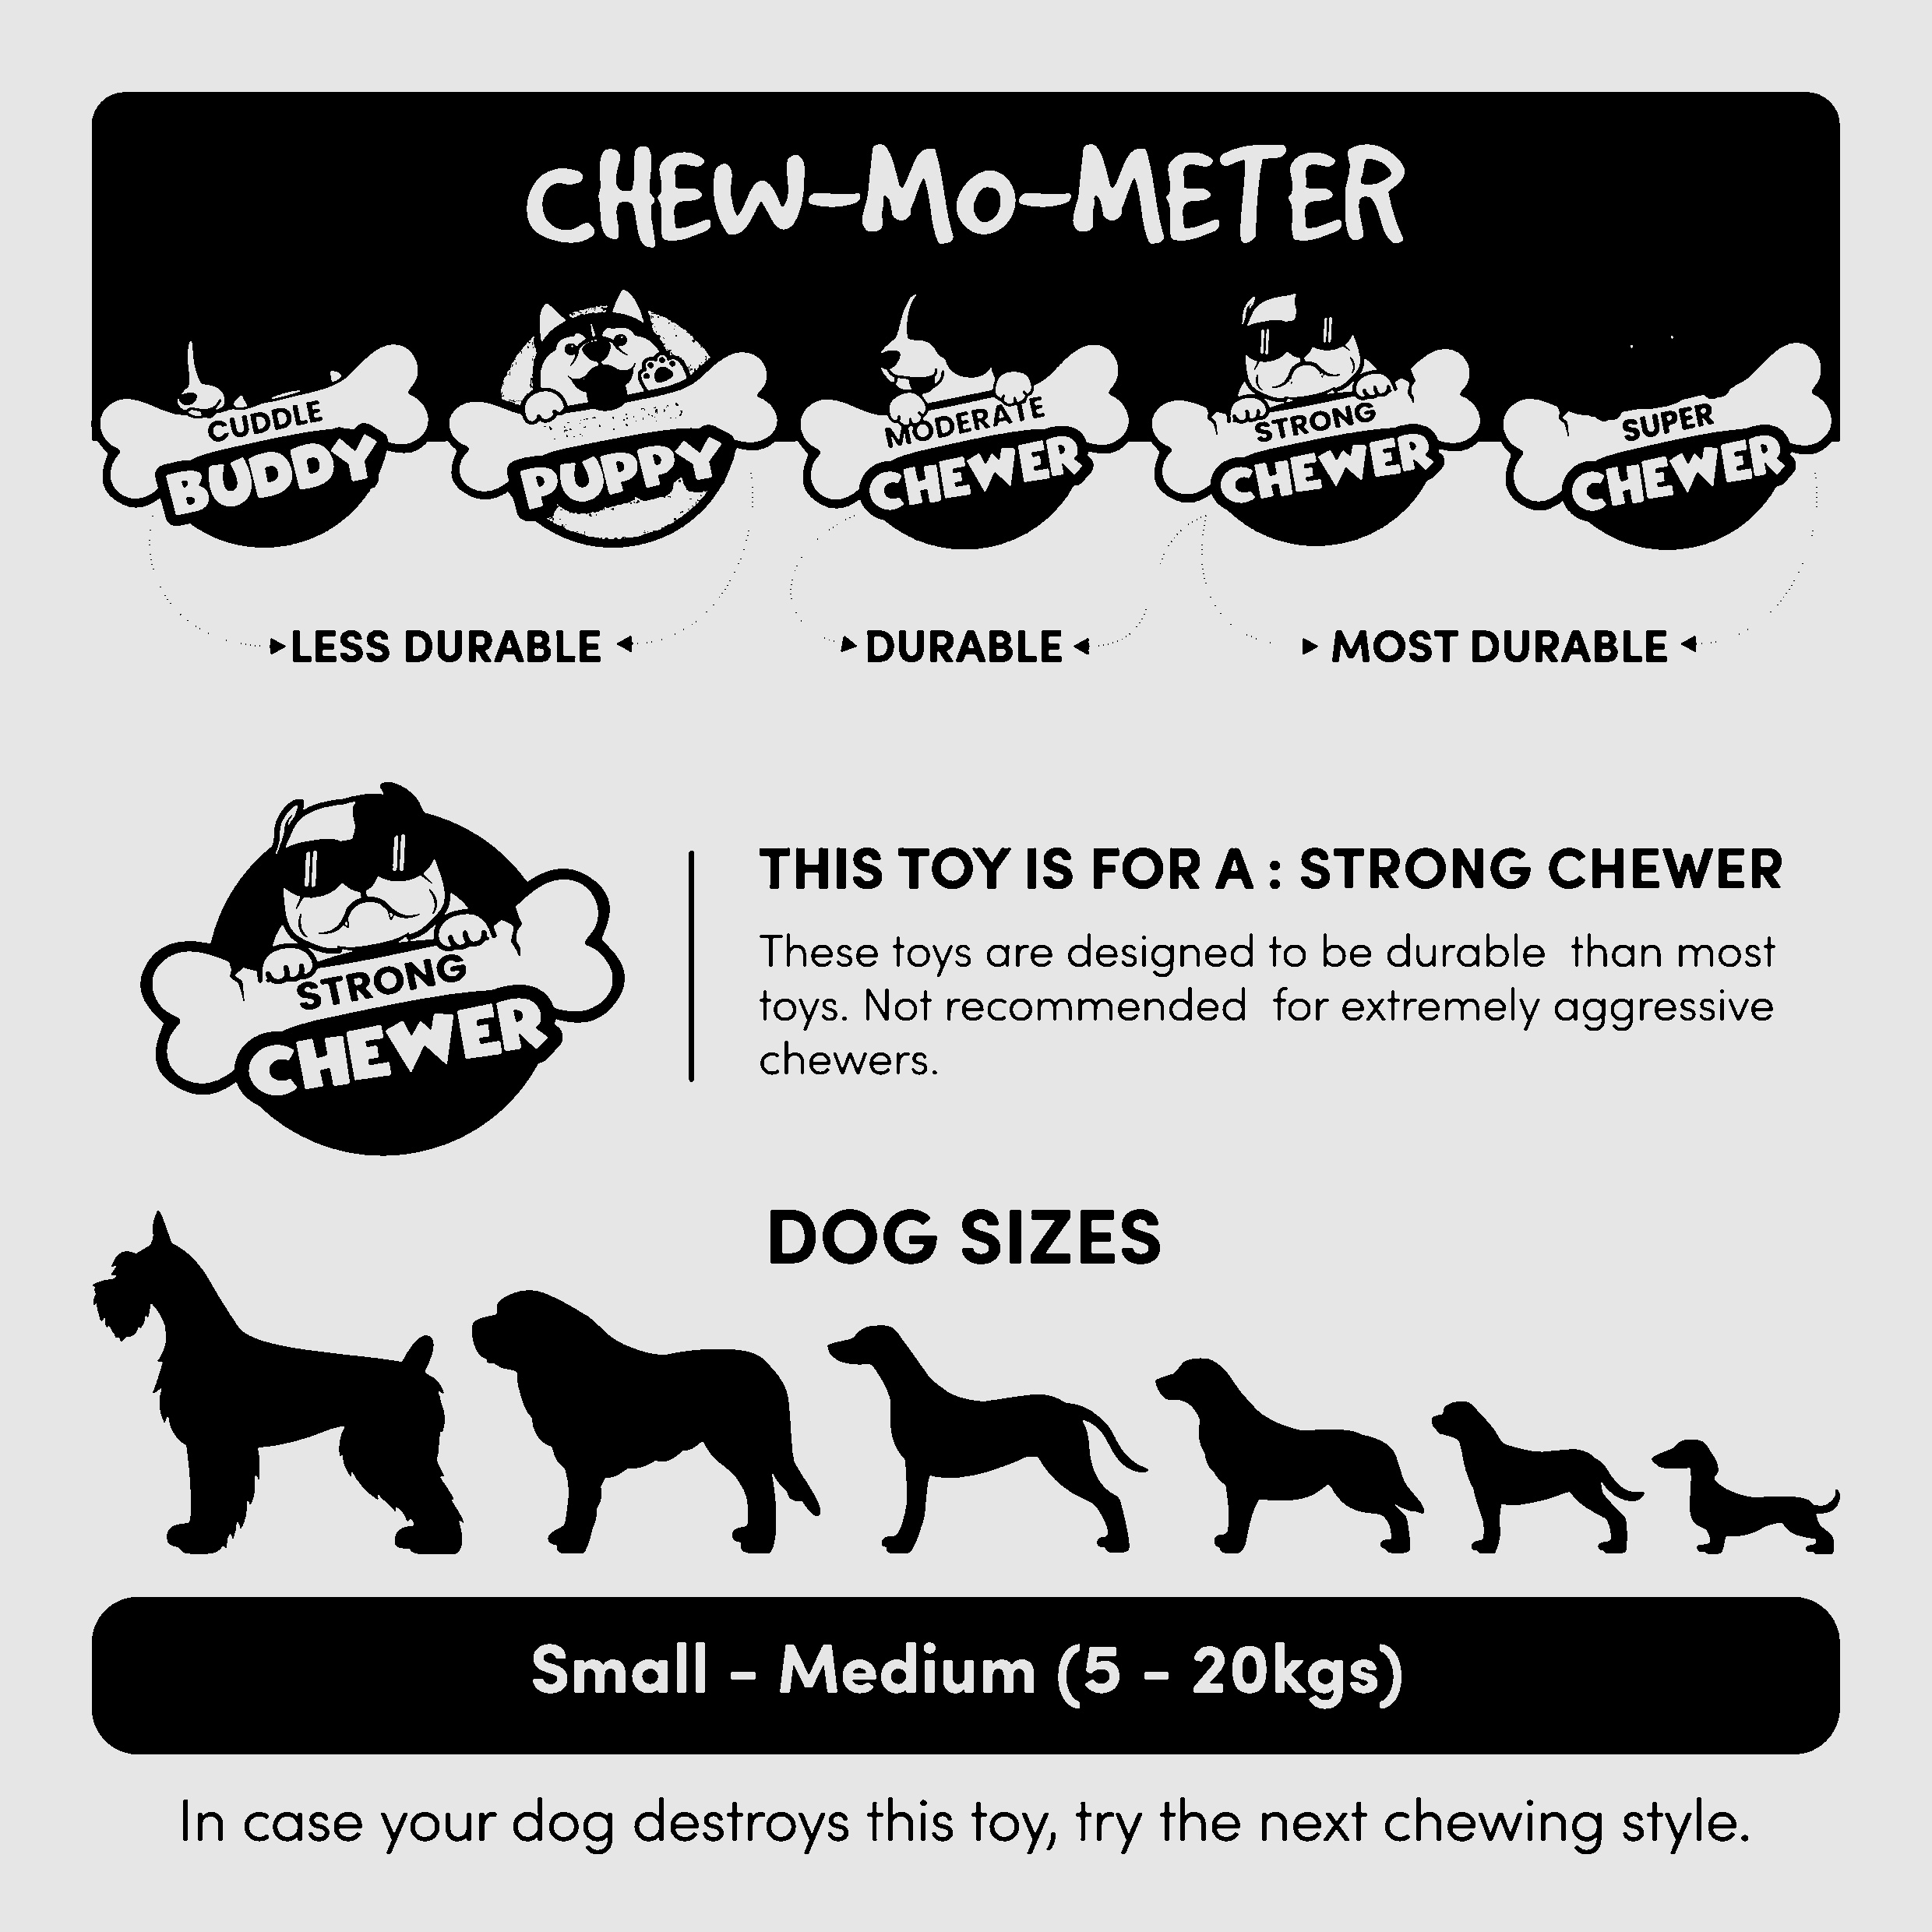 CHEW-MO-METER
CUDDLE
BUDDY
PUPPY
MODERATE
CHEWER
STRONG
CHEWER
SUPER
CHEWER
LESS DURABLE
DURABLE
MOST DURABLE
STRONG
CHEWER
THIS TOY IS FOR A : STRONG CHEWER
These toys are designed to be durable than most
toys. Not recommended for extremely aggressive
chewers.
DOG SIZES
Small - Medium (5 - 20kgs)
In case your dog destroys this toy, try the next chewing style.